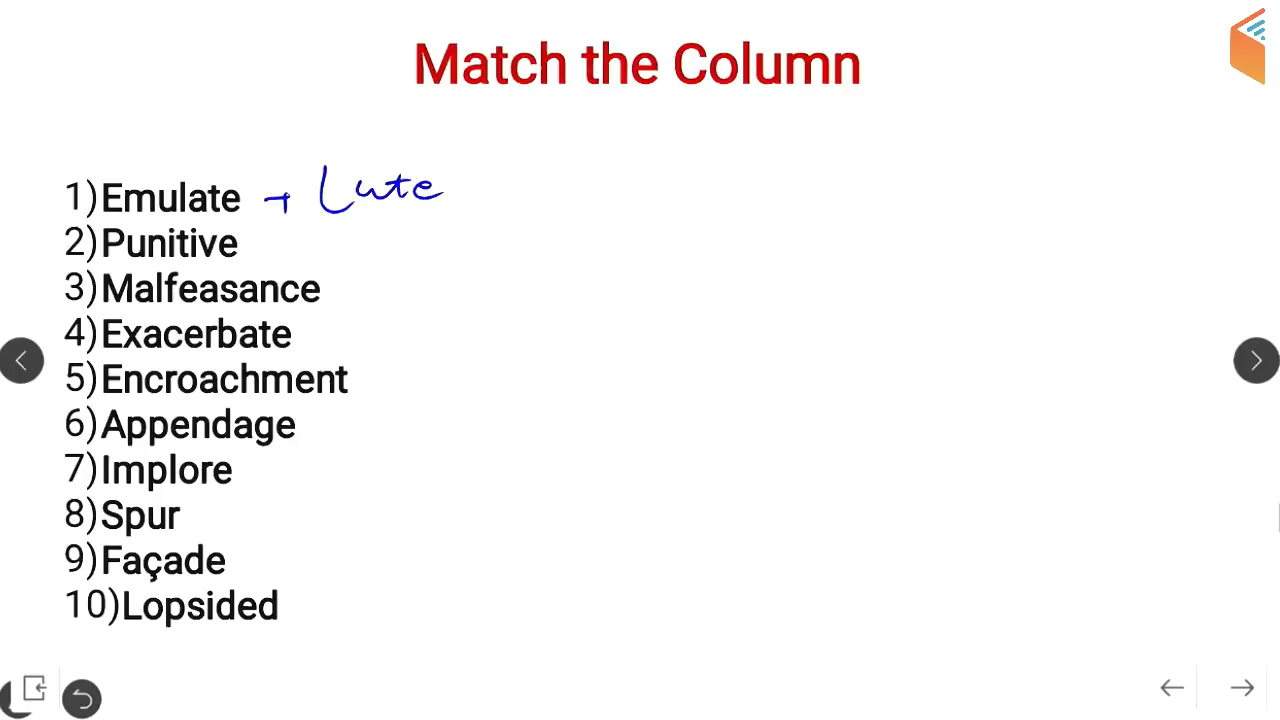 Match the Column
1)Emulate → Lute
2)Punitive
3)Malfeasance
4)Exacerbate
5)Encroachment
6)Appendage
7)Implore
8)Spur
9)Façade
10)Lopsided